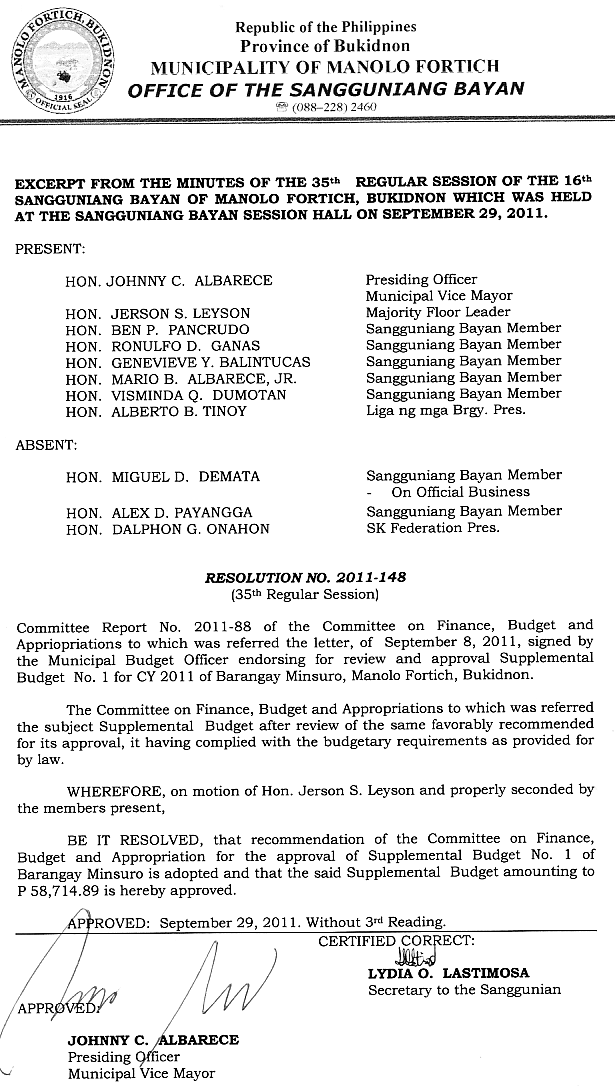 MANOLO FORTICH, BUKIDNON
1916
OFFICIAL SEAL
Republic of the Philippines
Province of Bukidnon
MUNICIPALITY OF MANOLO FORTICH
OFFICE OF THE SANGGUNIANG BAYAN
☏ (088–228) 2460
EXCERPT FROM THE MINUTES OF THE 35th REGULAR SESSION OF THE 16th
SANGGUNIANG BAYAN OF MANOLO FORTICH, BUKIDNON WHICH WAS HELD
AT THE SANGGUNIANG BAYAN SESSION HALL ON SEPTEMBER 29, 2011.
PRESENT:
HON. JOHNNY C. ALBARECE Presiding Officer
Municipal Vice Mayor
HON. JERSON S. LEYSON Majority Floor Leader
HON. BEN P. PANCRUDO Sangguniang Bayan Member
HON. RONULFO D. GANAS Sangguniang Bayan Member
HON. GENEVIEVE Y. BALINTUCAS Sangguniang Bayan Member
HON. MARIO B. ALBARECE, JR. Sangguniang Bayan Member
HON. VISMINDA Q. DUMOTAN Sangguniang Bayan Member
HON. ALBERTO B. TINOY Liga ng mga Brgy. Pres.
ABSENT:
HON. MIGUEL D. DEMATA Sangguniang Bayan Member
- On Official Business
HON. ALEX D. PAYANGGA Sangguniang Bayan Member
HON. DALPHON G. ONAHON SK Federation Pres.
RESOLUTION NO. 2011-148
(35th Regular Session)
Committee Report No. 2011-88 of the Committee on Finance, Budget and
Appriopriations to which was referred the letter, of September 8, 2011, signed
by the Municipal Budget Officer endorsing for review and approval Supplemental
Budget No. 1 for CY 2011 of Barangay Minsuro, Manolo Fortich, Bukidnon.
The Committee on Finance, Budget and Appropriations to which was referred
the subject Supplemental Budget after review of the same favorably recommended
for its approval, it having complied with the budgetary requirements as provided for
by law.
WHEREFORE, on motion of Hon. Jerson S. Leyson and properly seconded by
the members present,
BE IT RESOLVED, that recommendation of the Committee on Finance,
Budget and Appropriation for the approval of Supplemental Budget No. 1 of
Barangay Minsuro is adopted and that the said Supplemental Budget amounting to
P 58,714.89 is hereby approved.
APPROVED: September 29, 2011. Without 3rd Reading.
CERTIFIED CORRECT:
LYDIA O. LASTIMOSA
Secretary to the Sanggunian
APPROVED:
JOHNNY C. ALBARECE
Presiding Officer
Municipal Vice Mayor